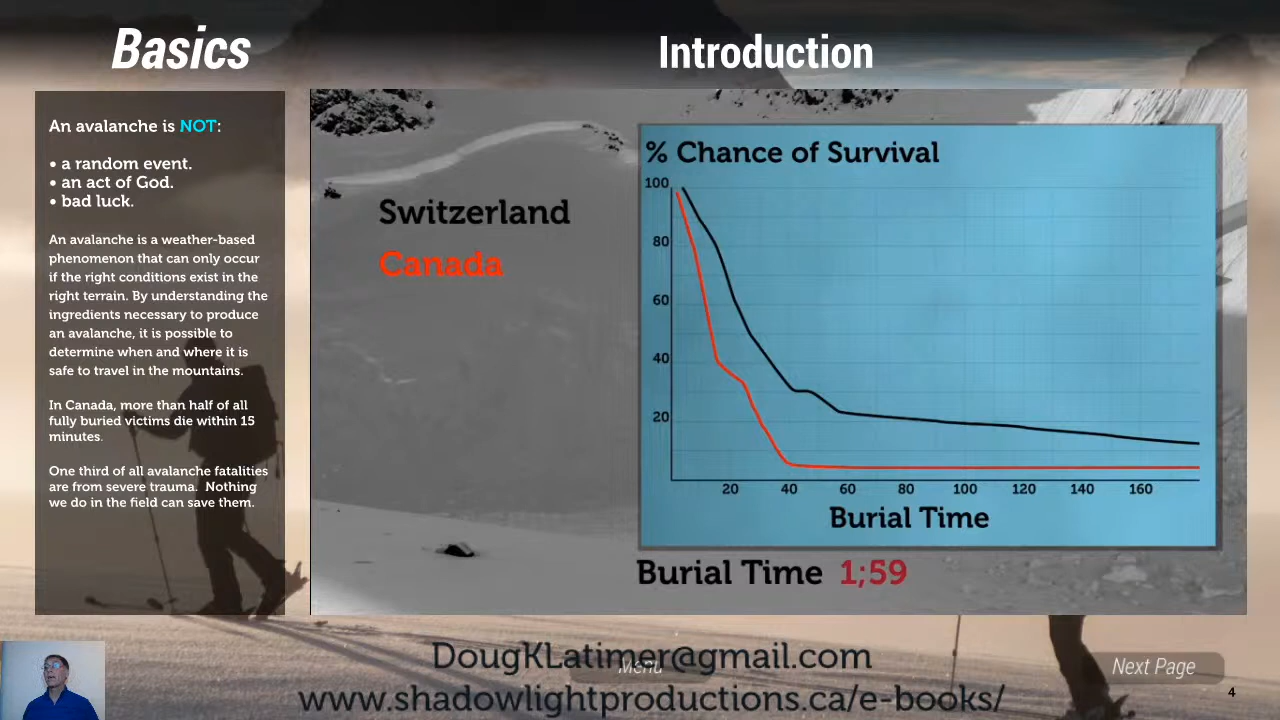 Basics
Introduction
An avalanche is NOT:
• a random event.
• an act of God.
• bad luck.
An avalanche is a weather-based
phenomenon that can only occur
if the right conditions exist in the
right terrain. By understanding the
ingredients necessary to produce
an avalanche, it is possible to
determine when and where it is
safe to travel in the mountains.
In Canada, more than half of all
fully buried victims die within 15
minutes.
One third of all avalanche fatalities
are from severe trauma. Nothing
we do in the field can save them.
Switzerland
Canada
% Chance of Survival
100
80
60
40
20
20 40 60 80 100 120 140 160
Burial Time
Burial Time 1;59
DougKLatimer@gmail.com
Menu
Next Page
www.shadowlightproductions.ca/e-books/
4